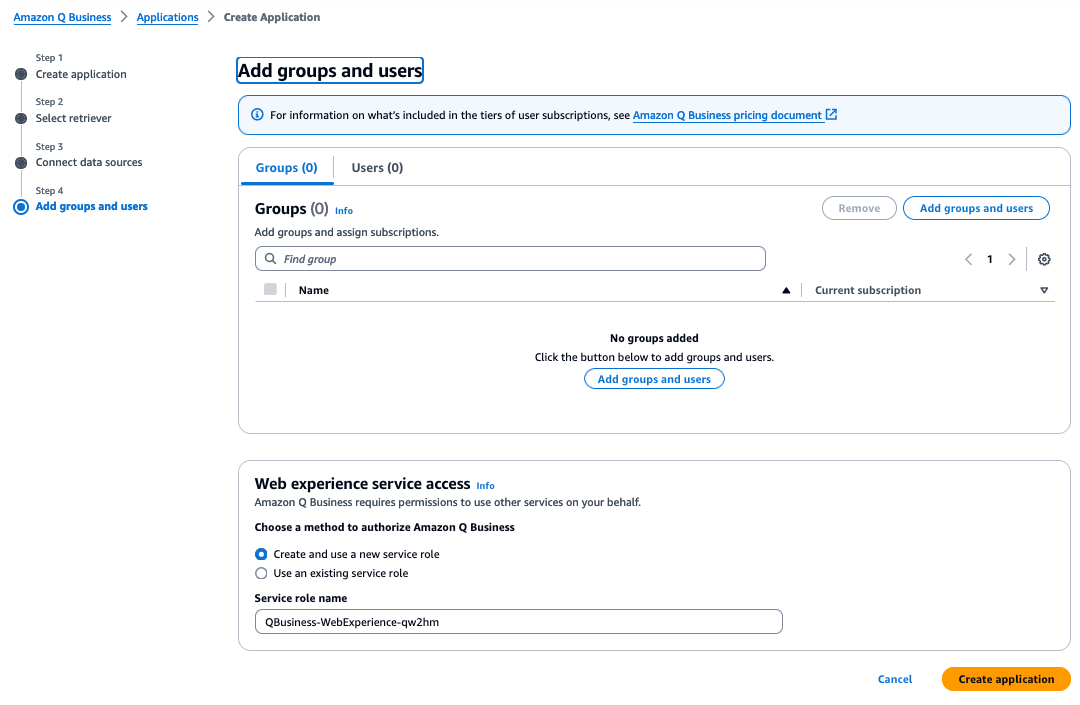 Amazon Q Business > Applications > Create Application
Step 1
Create application
Step 2
Select retriever
Step 3
Connect data sources
Step 4
Add groups and users
Add groups and users
For information on what's included in the tiers of user subscriptions, see Amazon Q Business pricing document
Groups (0) Users (0)
Groups (0) Info
Remove Add groups and users
Add groups and assign subscriptions.
Find group
1
Name Current subscription
No groups added
Click the button below to add groups and users.
Add groups and users
Web experience service access Info
Amazon Q Business requires permissions to use other services on your behalf.
Choose a method to authorize Amazon Q Business
Create and use a new service role
Use an existing service role
Service role name
QBusiness-WebExperience-qw2hm
Cancel Create application